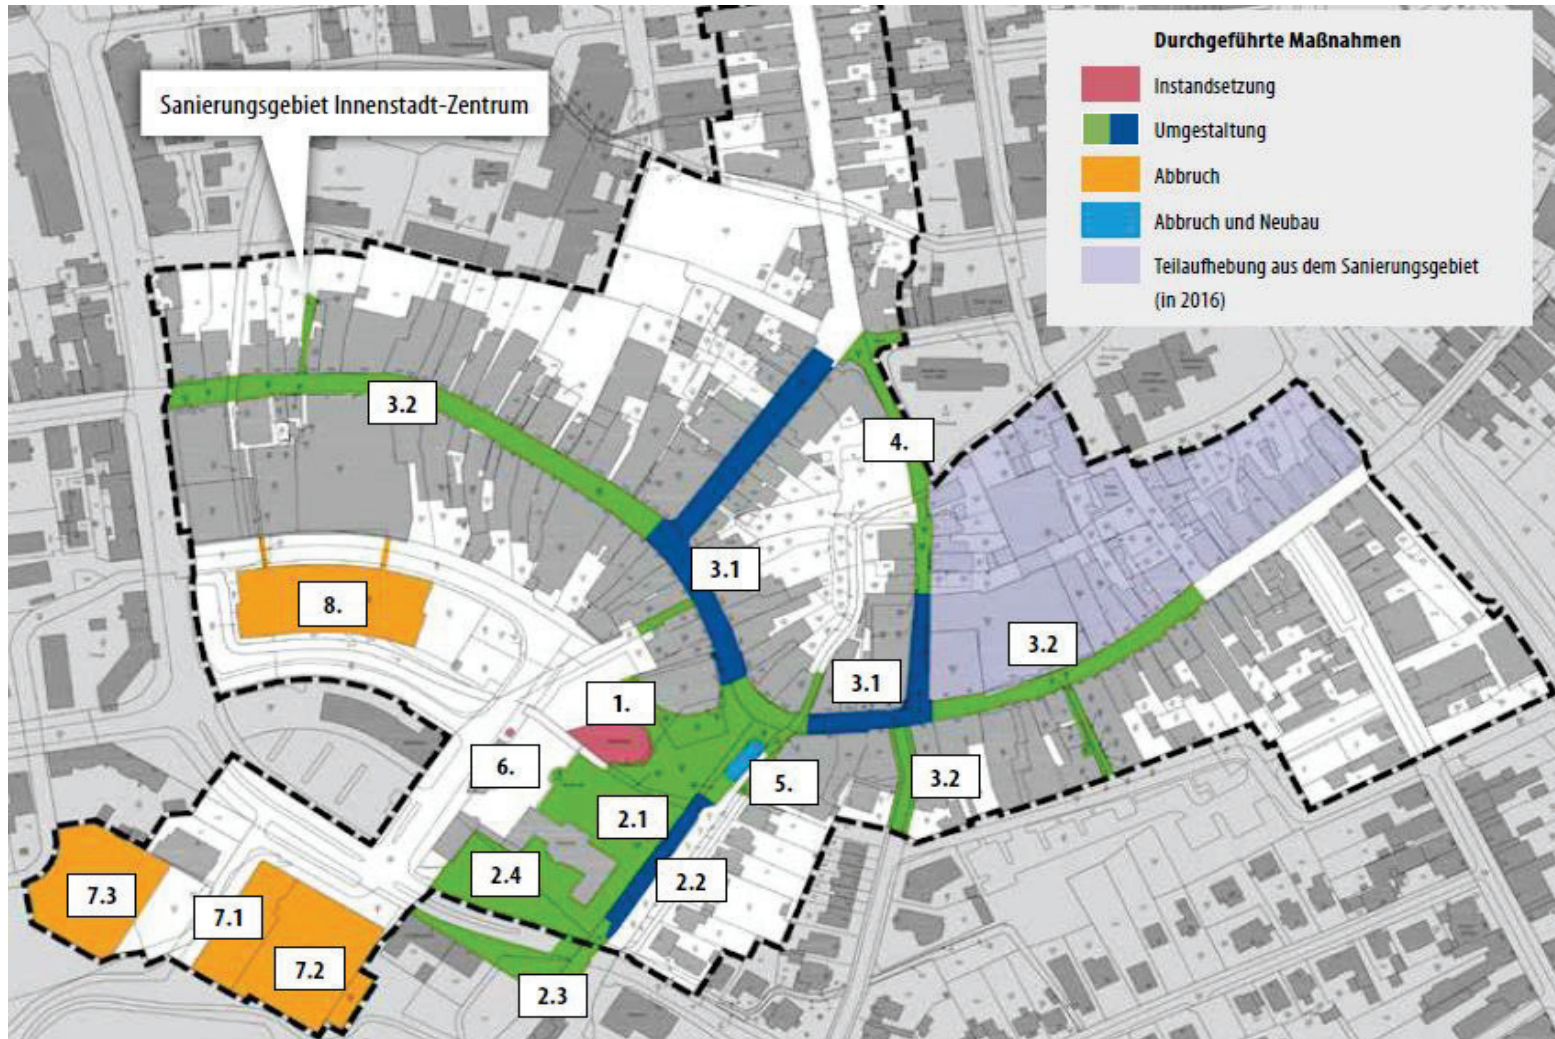 Durchgeführte Maßnahmen
Instandsetzung
Umgestaltung
Abbruch
Abbruch und Neubau
Teilaufhebung aus dem Sanierungsgebiet
(in 2016)
Sanierungsgebiet Innenstadt-Zentrum
3.2
4.
3.1
8.
3.2
3.1
1.
6.
5.
3.2
2.1
2.4
2.2
7.3
7.1
7.2
2.3